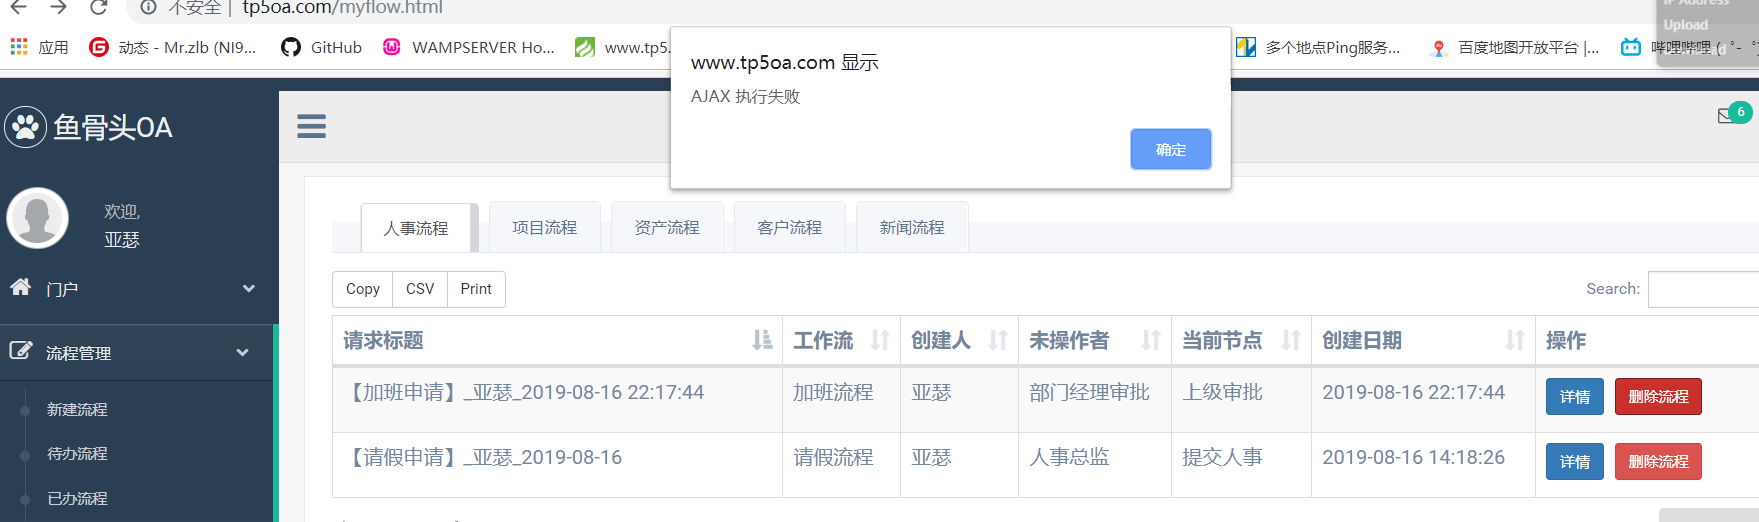 不安全 | tp5oa.com/myflow.html
IP Address
Upload
应用 动态 - Mr.zlb (NI9... GitHub WAMPSERVER Ho... www.tp5. 多个地点Ping服务... 百度地图开放平台 |... 哔哩哔哩 ( ゜- ゜)
www.tp5oa.com 显示
AJAX 执行失败
确定
鱼骨头OA
6
欢迎,
亚瑟
门户
流程管理
新建流程
待办流程
已办流程
人事流程 项目流程 资产流程 客户流程 新闻流程
Copy CSV Print Search:
请求标题 工作流 创建人 未操作者 当前节点 创建日期 操作
【加班申请】_亚瑟_2019-08-16 22:17:44 加班流程 亚瑟 部门经理审批 上级审批 2019-08-16 22:17:44 详情 删除流程
【请假申请】_亚瑟_2019-08-16 请假流程 亚瑟 人事总监 提交人事 2019-08-16 14:18:26 详情 删除流程